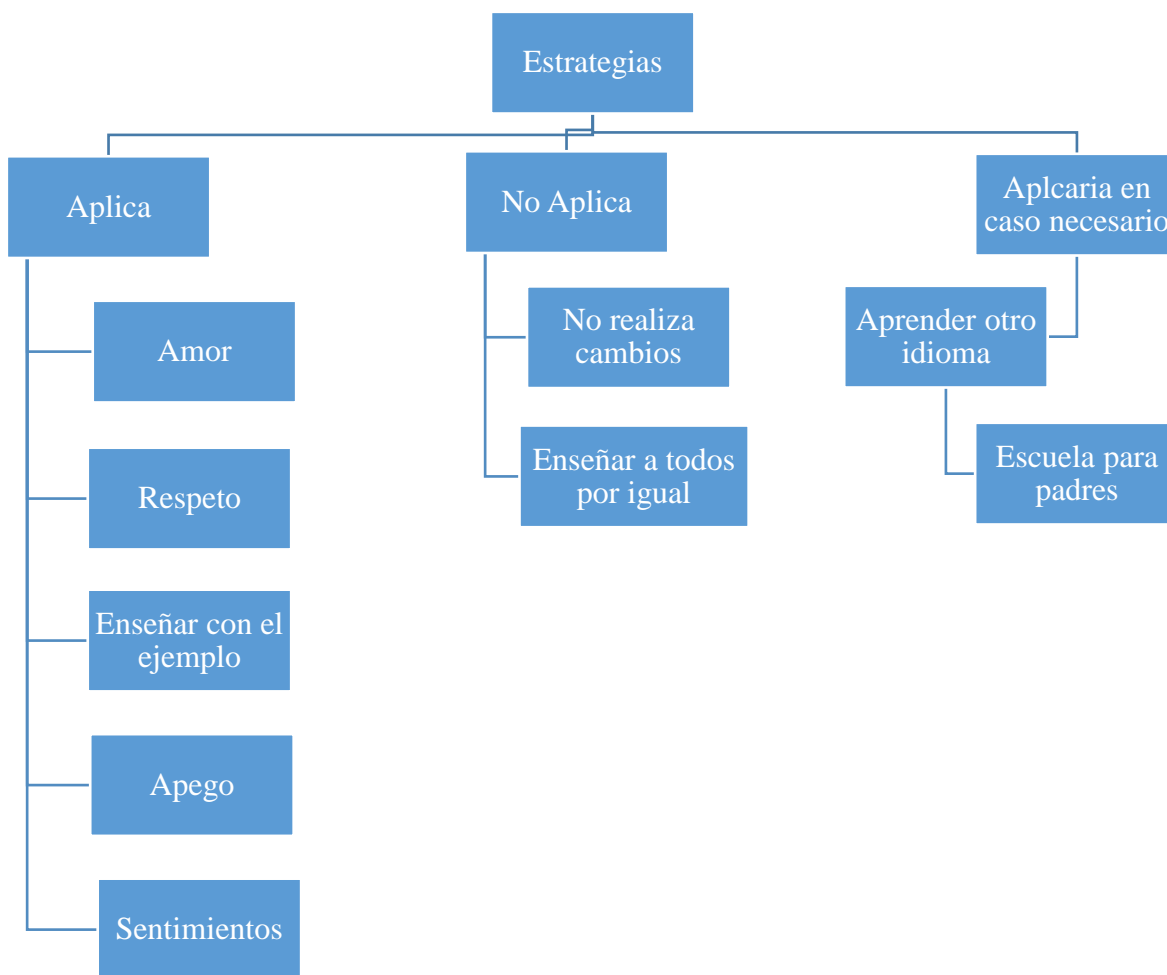 Estrategias
Aplica
Amor
Respeto
Enseñar con el
ejemplo
Apego
Sentimientos
No Aplica
No realiza
cambios
Enseñar a todos
por igual
Aplcaria en
caso necesario
Aprender otro
idioma
Escuela para
padres